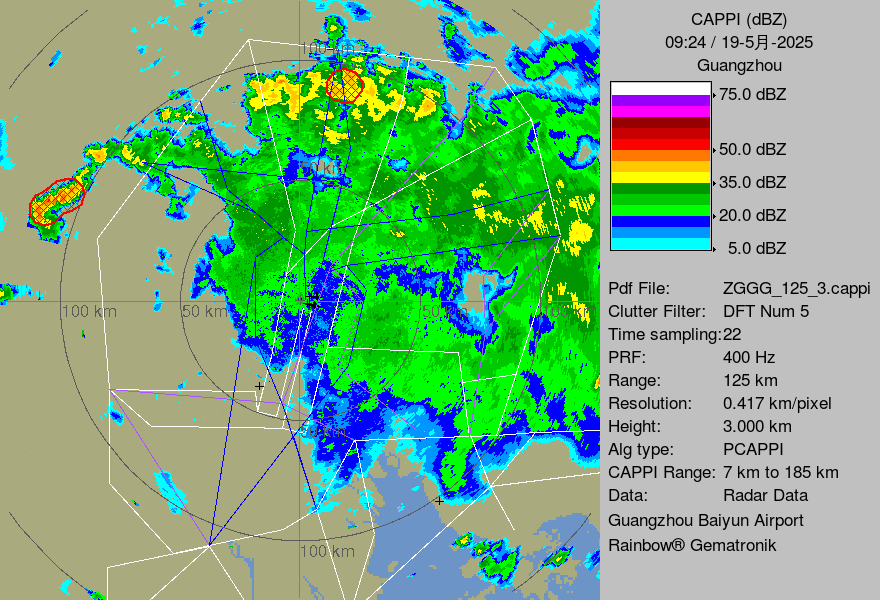 CAPPI (dBZ)
09:24 / 19-5月-2025
Guangzhou
75.0 dBZ
50.0 dBZ
35.0 dBZ
20.0 dBZ
5.0 dBZ
Pdf File: ZGGG_125_3.cappi
Clutter Filter: DFT Num 5
Time sampling:22
PRF: 400 Hz
Range: 125 km
Resolution: 0.417 km/pixel
Height: 3.000 km
Alg type: PCAPPI
CAPPI Range: 7 km to 185 km
Data: Radar Data
Guangzhou Baiyun Airport
Rainbow® Gematronik
100 km
50 km
100 km
50 km
50 km
100 km
50 km
100 km